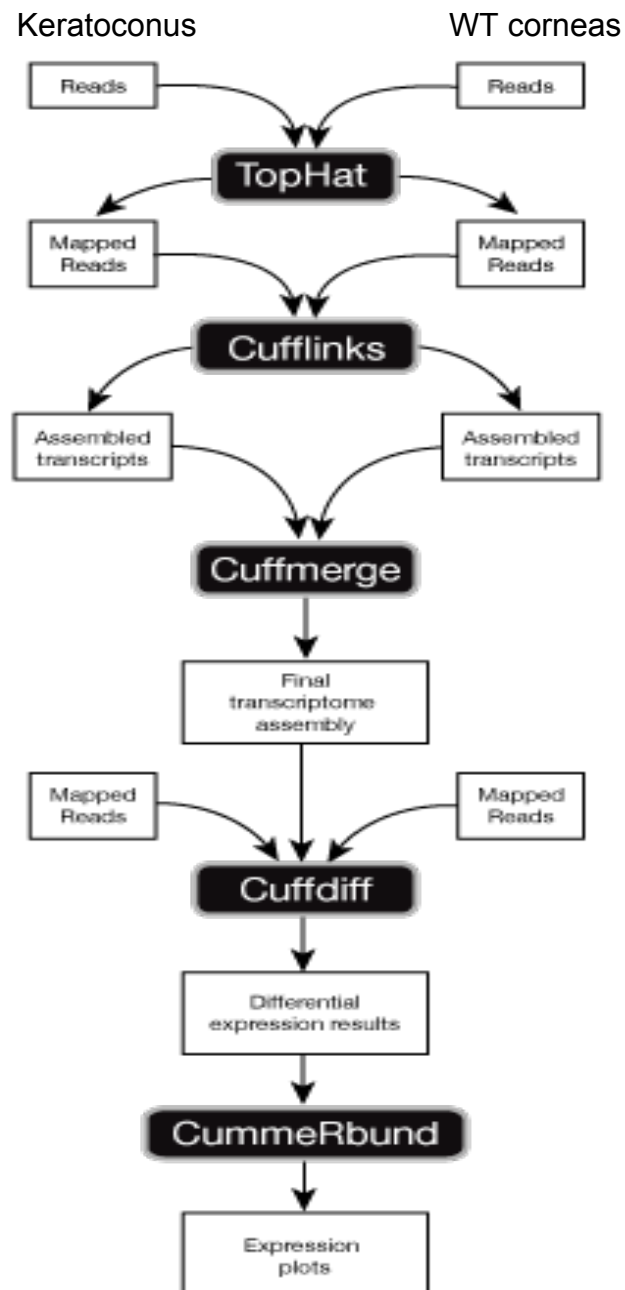 Keratoconus WT corneas
Reads Reads
TopHat
Mapped Mapped
Reads Reads
Cufflinks
Assembled Assembled
transcripts transcripts
Cuffmerge
Final
transcriptome
assembly
Mapped Mapped
Reads Reads
Cuffdiff
Differential
expression results
CummeRbund
Expression
plots